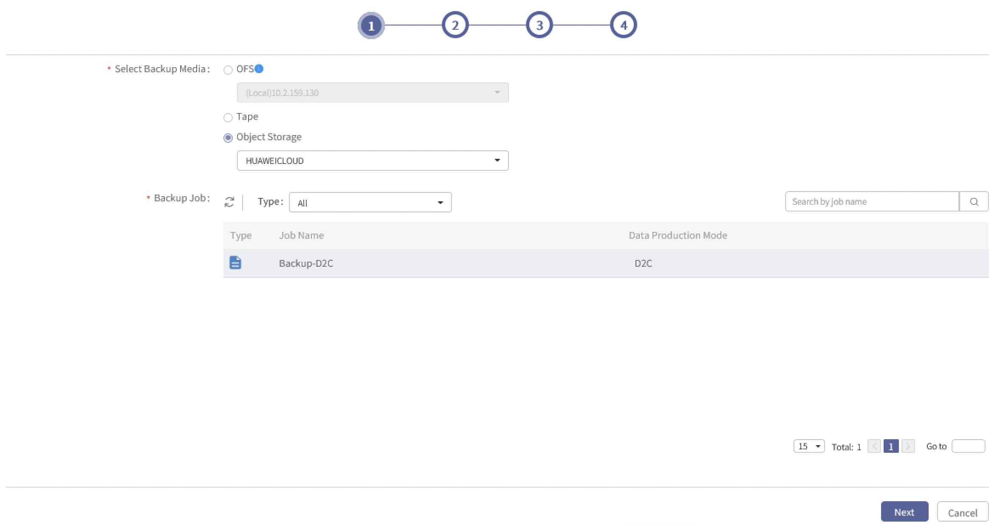 1 2 3 4
* Select Backup Media: OFS
(Local)10.2.159.130
Tape
Object Storage
HUAWEICLOUD
* Backup Job: Type: All Search by job name
Type Job Name Data Production Mode
Backup-D2C D2C
15 Total: 1 < 1 > Go to
Next Cancel